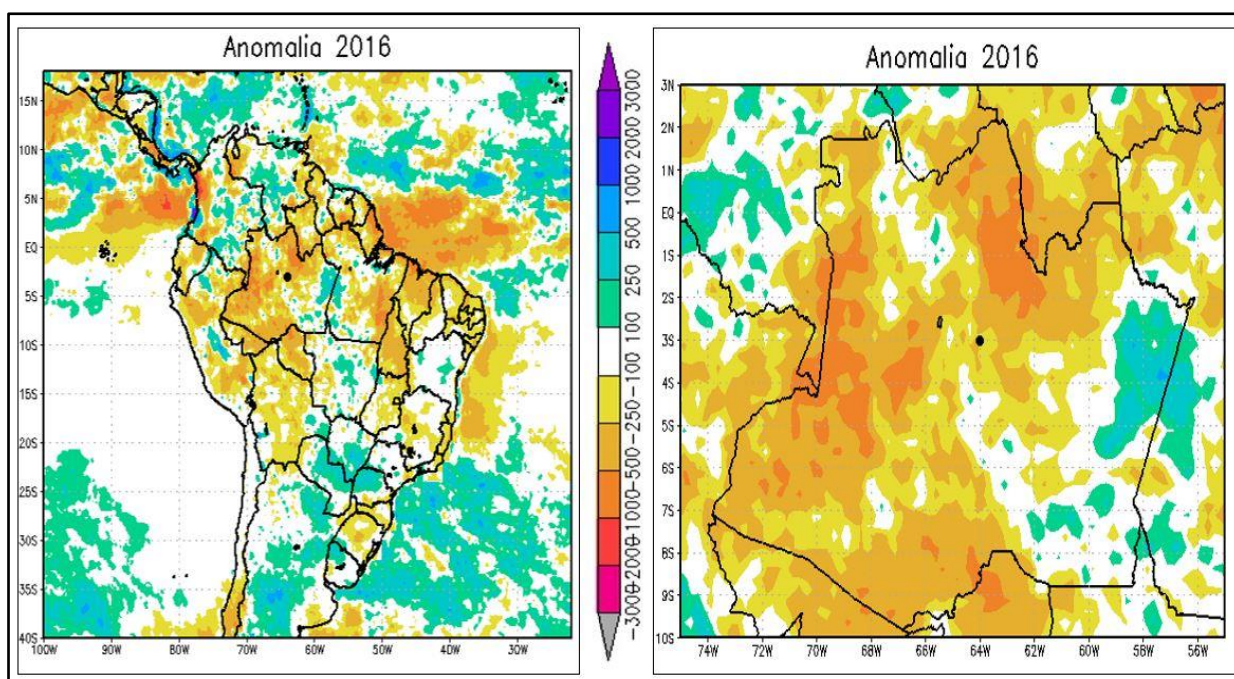 Anomalia 2016
15N
10N
5N
EQ
5S
10S
15S
20S
25S
30S
35S
40S
100W 90W 80W 70W 60W 50W 40W 30W
3000
2000
1000
500
250
100
-100
-250
-500
-1000
-2000
-3000
Anomalia 2016
3N
2N
1N
EQ
1S
2S
3S
4S
5S
6S
7S
8S
9S
10S
74W 72W 70W 68W 66W 64W 62W 60W 58W 56W